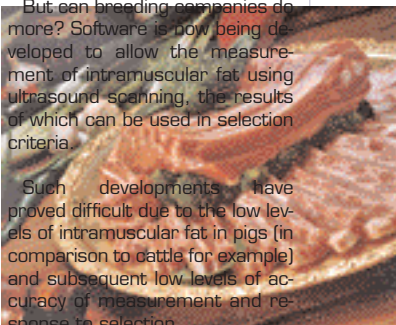 But can breeding companies do
more? Software is now being de-
veloped to allow the measure-
ment of intramuscular fat using
ultrasound scanning, the results
of which can be used in selection
criteria.
Such developments have
proved difficult due to the low lev-
els of intramuscular fat in pigs (in
comparison to cattle for example)
and subsequent low levels of ac-
curacy of measurement and re-
sponse to selection.